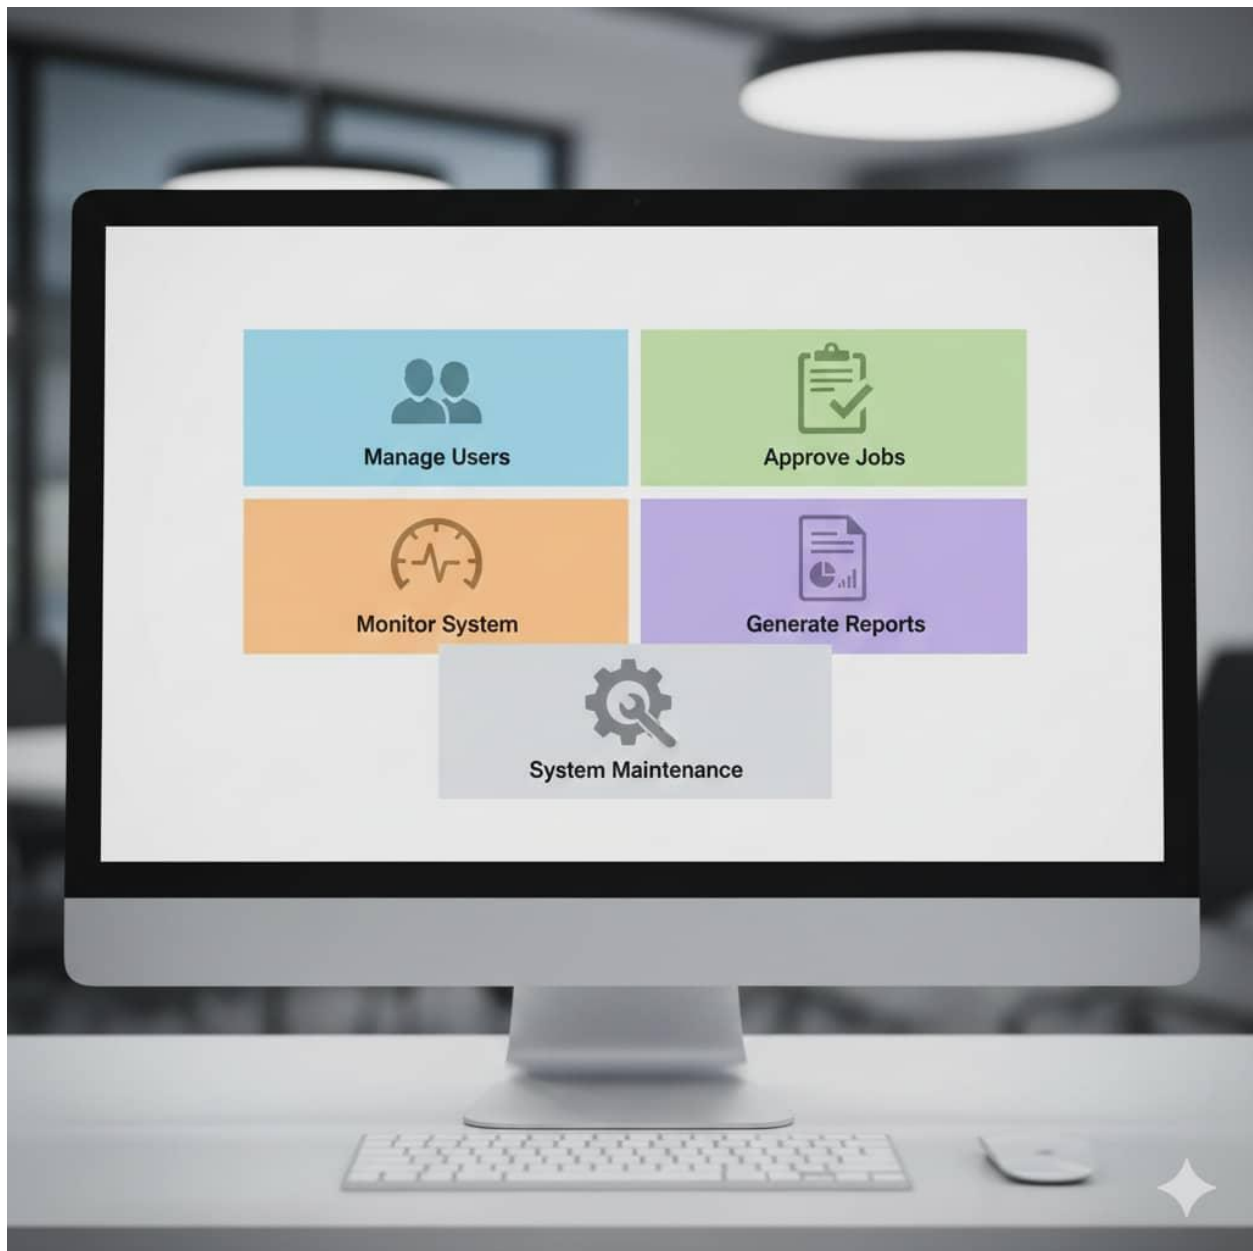 Manage Users
Approve Jobs
Monitor System
Generate Reports
System Maintenance